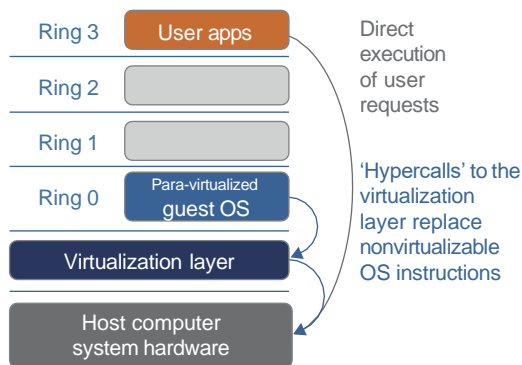 Ring 3
User apps
Direct
execution
of user
requests
Ring 2
Ring 1
'Hypercalls' to the
virtualization
layer replace
nonvirtualizable
OS instructions
Ring 0
Para-virtualized
guest OS
Virtualization layer
Host computer
system hardware